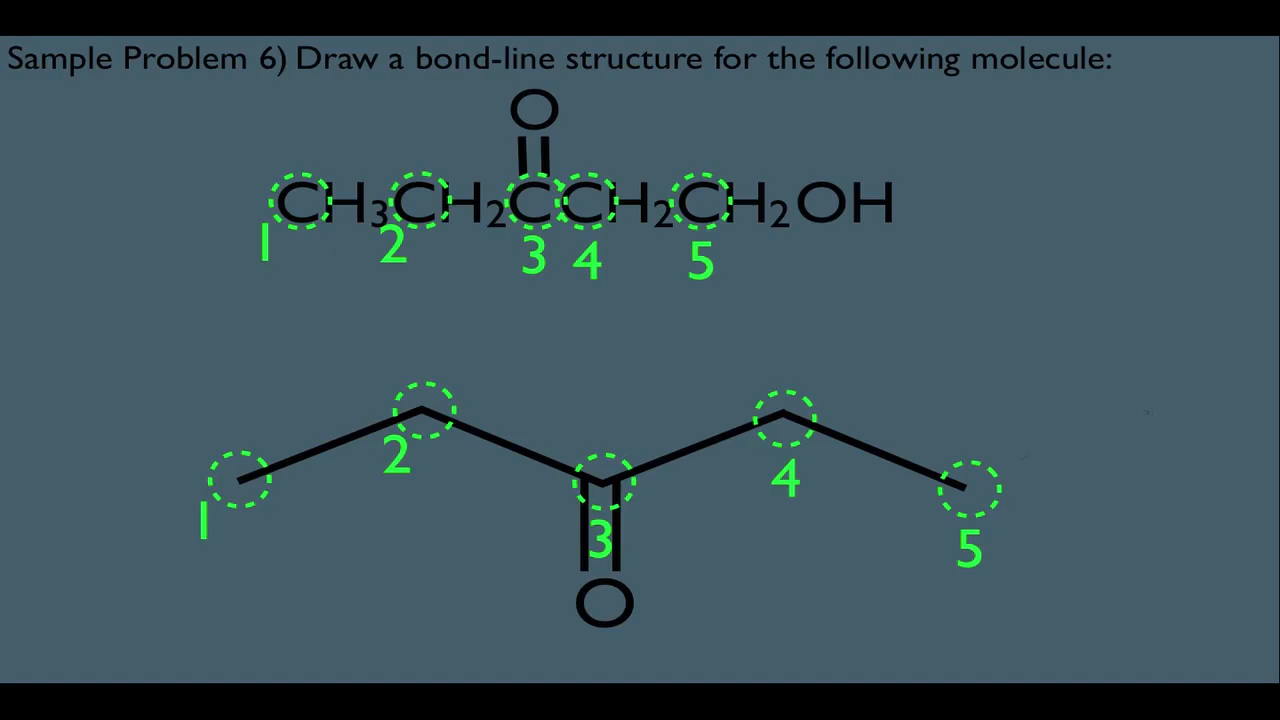 Sample Problem 6) Draw a bond-line structure for the following molecule:
O
CH₃CH₂CCH₂CH₂OH
1 2 3 4 5
2 4
1 3 5
O